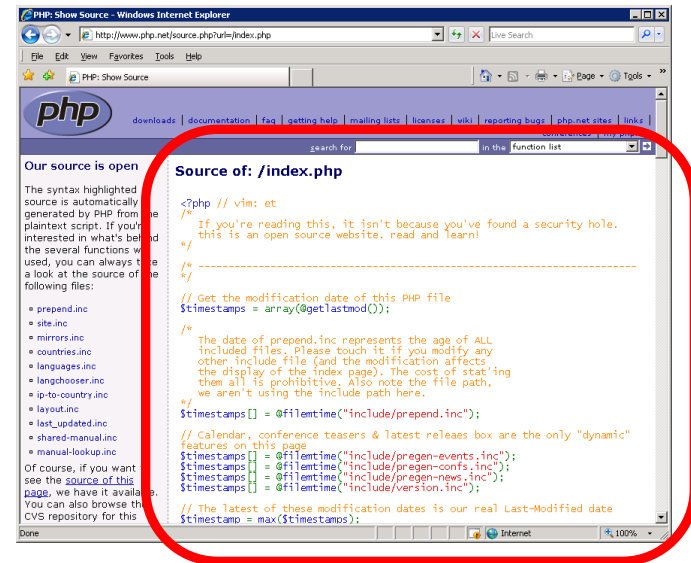 PHP: Show Source - Windows Internet Explorer
http://www.php.net/source.php?url=/index.php
Live Search
File Edit View Favorites Tools Help
PHP: Show Source
Page Tools
php
downloads | documentation | faq | getting help | mailing lists | licenses | wiki | reporting bugs | php.net sites | links |
conferences | my php
search for in the function list
Our source is open
The syntax highlighted
source is automatically
generated by PHP from the
plaintext script. If you're
interested in what's behind
the several functions we
used, you can always take
a look at the source of the
following files:
prepend.inc
site.inc
mirrors.inc
countries.inc
languages.inc
langchooser.inc
ip-to-country.inc
layout.inc
last_updated.inc
shared-manual.inc
manual-lookup.inc
Of course, if you want
see the source of this
page, we have it available.
You can also browse the
CVS repository for this
Source of: /index.php
<?php // vim: et
/*
If you're reading this, it isn't because you've found a security hole.
this is an open source website. read and learn!
*/
/* -------------------------------------------------------------------
*/
// Get the modification date of this PHP file
$timestamps = array(@getlastmod());
/*
The date of prepend.inc represents the age of ALL
included files. Please touch it if you modify any
other include file (and the modification affects
the display of the index page). The cost of stat'ing
them all is prohibitive. Also note the file path,
we aren't using the include path here.
*/
$timestamps[] = @filemtime("include/prepend.inc");
// Calendar, conference teasers & latest releaes box are the only "dynamic"
features on this page
$timestamps[] = @filemtime("include/pregen-events.inc");
$timestamps[] = @filemtime("include/pregen-confs.inc");
$timestamps[] = @filemtime("include/pregen-news.inc");
$timestamps[] = @filemtime("include/version.inc");
// The latest of these modification dates is our real Last-Modified date
$timestamp = max($timestamps);
Done
Internet
100%